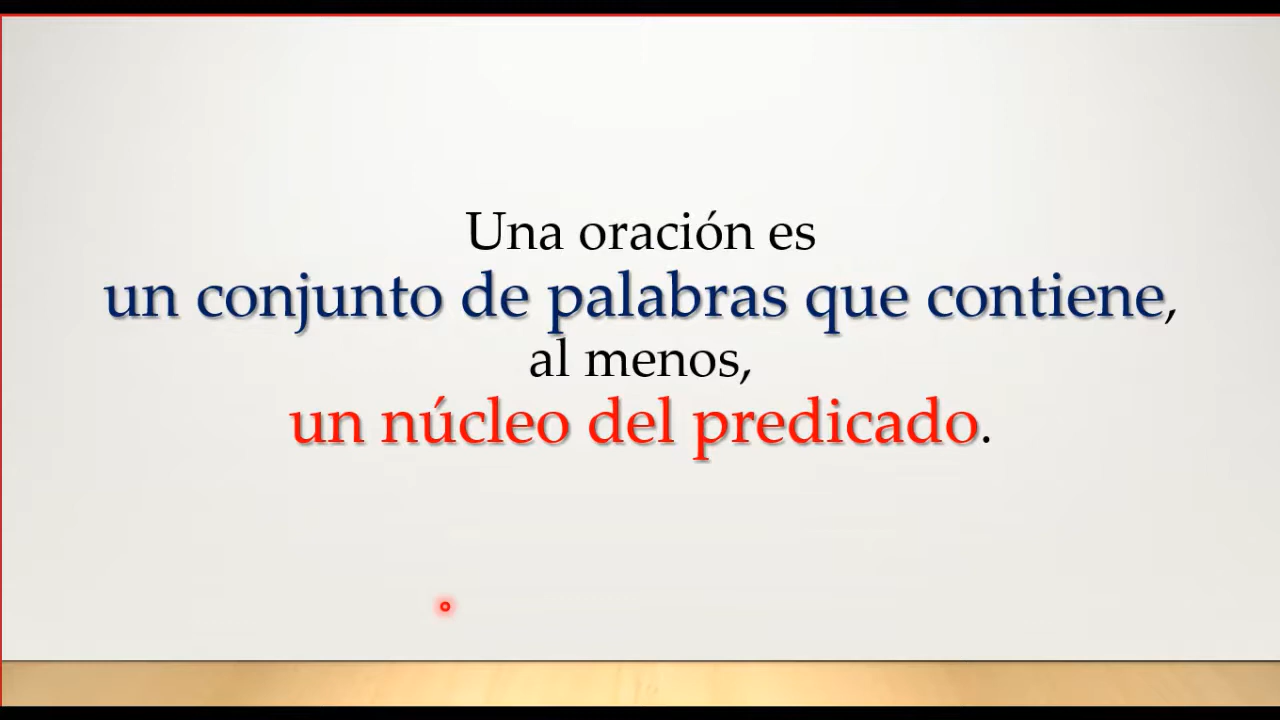 Una oración es
un conjunto de palabras que contiene,
al menos,
un núcleo del predicado.